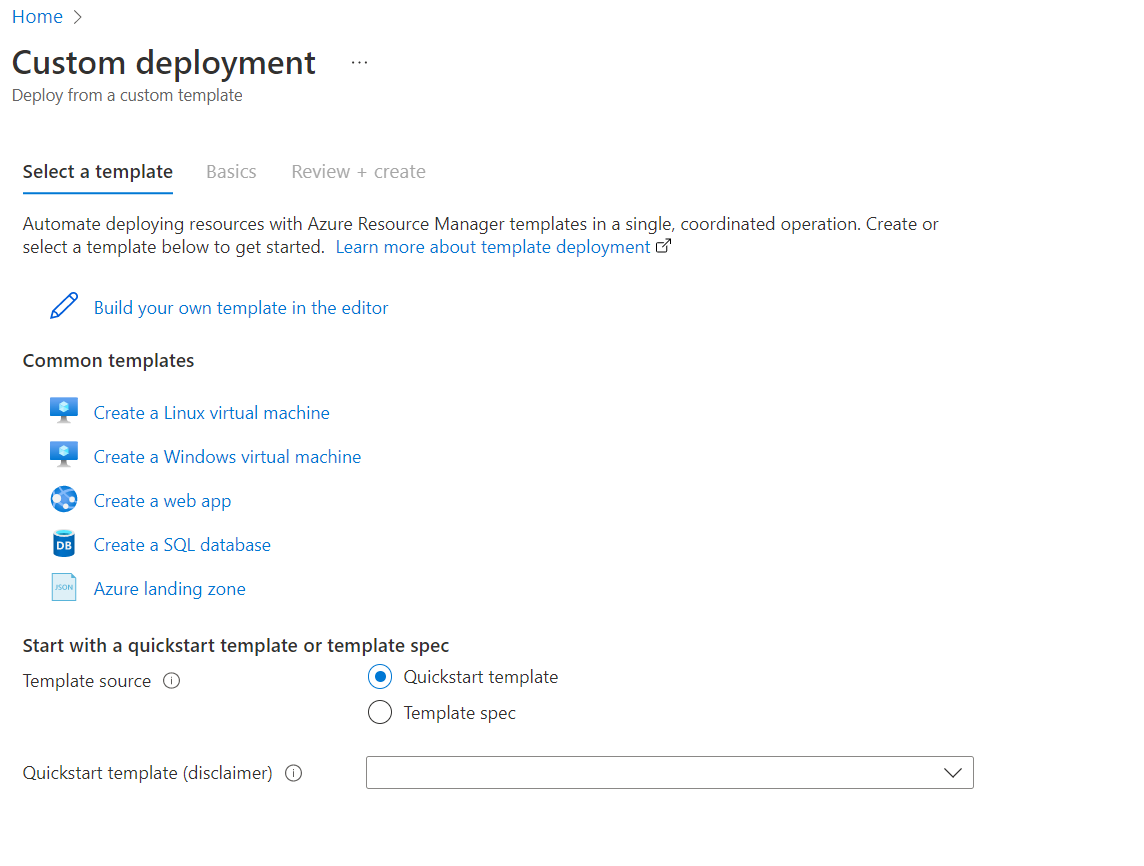 Home
Custom deployment ...
Deploy from a custom template
Select a template Basics Review + create
Automate deploying resources with Azure Resource Manager templates in a single, coordinated operation. Create or
select a template below to get started. Learn more about template deployment
Build your own template in the editor
Common templates
Create a Linux virtual machine
Create a Windows virtual machine
Create a web app
DB Create a SQL database
JSON Azure landing zone
Start with a quickstart template or template spec
Template source Quickstart template
Template spec
Quickstart template (disclaimer)